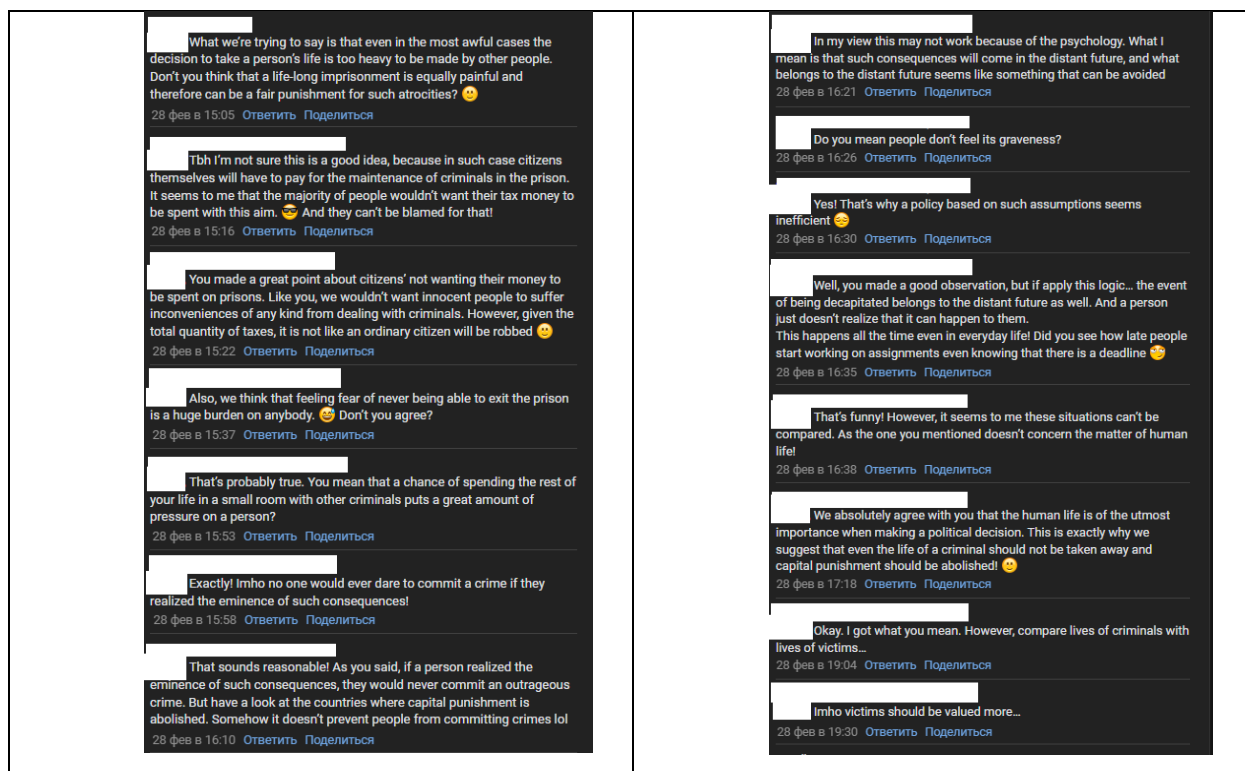 What we're trying to say is that even in the most awful cases the
decision to take a person's life is too heavy to be made by other people.
Don't you think that a life-long imprisonment is equally painful and
therefore can be a fair punishment for such atrocities? 🙂
28 фев в 15:05 Ответить Поделиться
Tbh I'm not sure this is a good idea, because in such case citizens
themselves will have to pay for the maintenance of criminals in the prison.
It seems to me that the majority of people wouldn't want their tax money to
be spent with this aim. 😎 And they can't be blamed for that!
28 фев в 15:16 Ответить Поделиться
You made a great point about citizens' not wanting their money to
be spent on prisons. Like you, we wouldn't want innocent people to suffer
inconveniences of any kind from dealing with criminals. However, given the
total quantity of taxes, it is not like an ordinary citizen will be robbed 🙂
28 фев в 15:22 Ответить Поделиться
Also, we think that feeling fear of never being able to exit the prison
is a huge burden on anybody. 😅 Don't you agree?
28 фев в 15:37 Ответить Поделиться
That's probably true. You mean that a chance of spending the rest of
your life in a small room with other criminals puts a great amount of
pressure on a person?
28 фев в 15:53 Ответить Поделиться
Exactly! Imho no one would ever dare to commit a crime if they
realized the eminence of such consequences!
28 фев в 15:58 Ответить Поделиться
That sounds reasonable! As you said, if a person realized the
eminence of such consequences, they would never commit an outrageous
crime. But have a look at the countries where capital punishment is
abolished. Somehow it doesn't prevent people from committing crimes lol
28 фев в 16:10 Ответить Поделиться
In my view this may not work because of the psychology. What I
mean is that such consequences will come in the distant future, and what
belongs to the distant future seems like something that can be avoided
28 фев в 16:21 Ответить Поделиться
Do you mean people don't feel its graveness?
28 фев в 16:26 Ответить Поделиться
Yes! That's why a policy based on such assumptions seems
inefficient 😔
28 фев в 16:30 Ответить Поделиться
Well, you made a good observation, but if apply this logic... the event
of being decapitated belongs to the distant future as well. And a person
just doesn't realize that it can happen to them.
This happens all the time even in everyday life! Did you see how late people
start working on assignments even knowing that there is a deadline 🧐
28 фев в 16:35 Ответить Поделиться
That's funny! However, it seems to me these situations can't be
compared. As the one you mentioned doesn't concern the matter of human
life!
28 фев в 16:38 Ответить Поделиться
We absolutely agree with you that the human life is of the utmost
importance when making a political decision. This is exactly why we
suggest that even the life of a criminal should not be taken away and
capital punishment should be abolished! 🙂
28 фев в 17:18 Ответить Поделиться
Okay. I got what you mean. However, compare lives of criminals with
lives of victims...
28 фев в 19:04 Ответить Поделиться
Imho victims should be valued more...
28 фев в 19:30 Ответить Поделиться